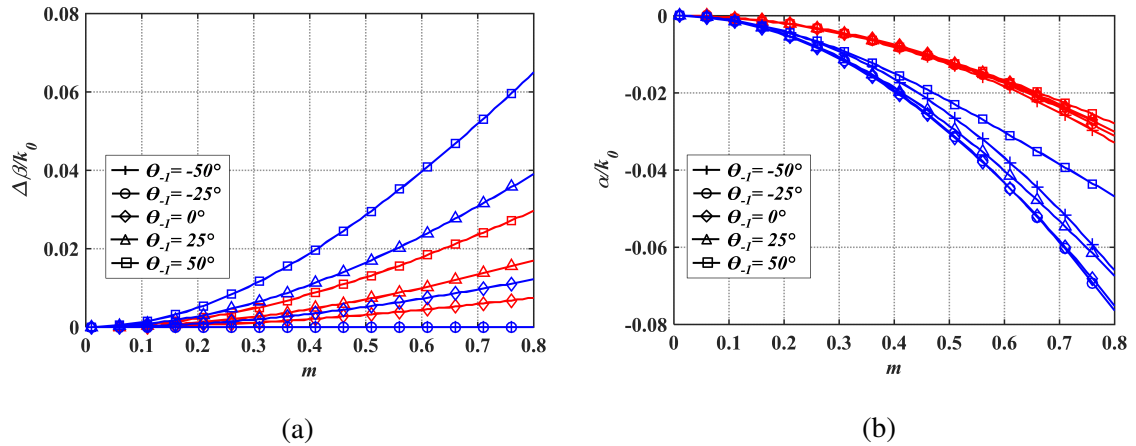 0.08
0.06
0.04
0.02
0
Δβ/k₀
Θ₋₁= -50°
Θ₋₁= -25°
Θ₋₁= 0°
Θ₋₁= 25°
Θ₋₁= 50°
0 0.1 0.2 0.3 0.4 0.5 0.6 0.7 0.8
m
(a)
0
-0.02
-0.04
-0.06
-0.08
α/k₀
Θ₋₁= -50°
Θ₋₁= -25°
Θ₋₁= 0°
Θ₋₁= 25°
Θ₋₁= 50°
0 0.1 0.2 0.3 0.4 0.5 0.6 0.7 0.8
m
(b)